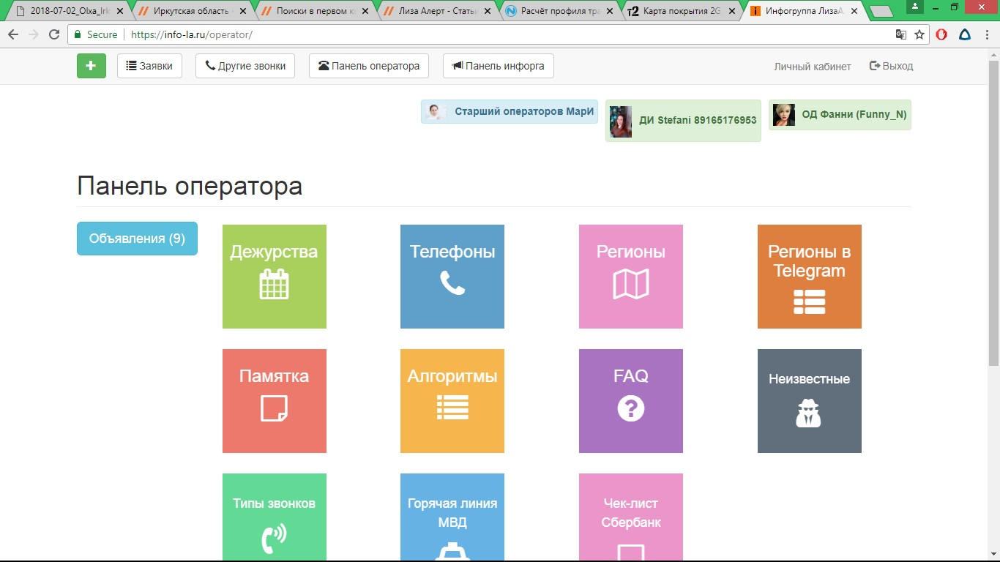 2018-07-02_Olxa_Irk
Иркутская область
Поиски в первом к
Лиза Алерт - Стать
Расчёт профиля тра
Карта покрытия 2G
Инфогруппа ЛизаА
Secure
https://info-la.ru/operator/
+
Заявки
Другие звонки
Панель оператора
Панель инфорга
Личный кабинет
Выход
Старший операторов МарИ
ДИ Stefani 89165176953
ОД Фанни (Funny_N)
Панель оператора
Объявления (9)
Дежурства
Телефоны
Регионы
Регионы в
Telegram
Памятка
Алгоритмы
FAQ
Неизвестные
Типы звонков
Горячая линия
МВД
Чек-лист
Сбербанк